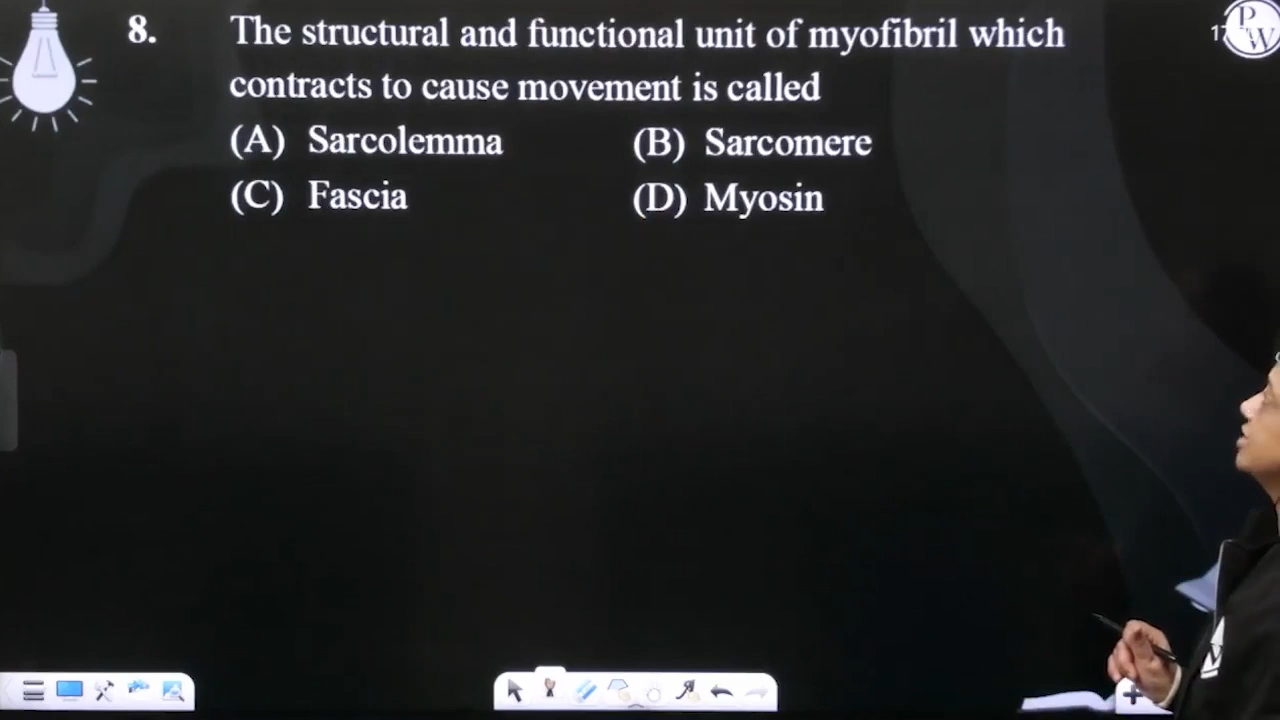 8. The structural and functional unit of myofibril which
contracts to cause movement is called
(A) Sarcolemma (B) Sarcomere
(C) Fascia (D) Myosin
P
W